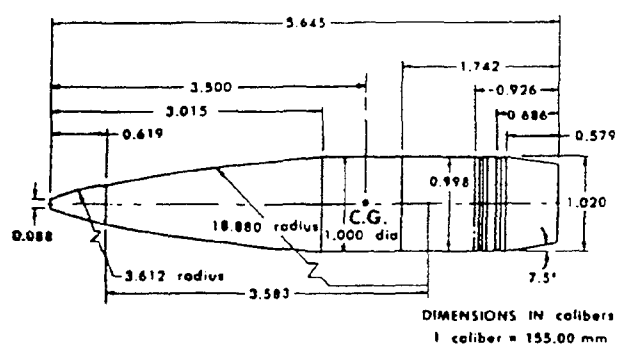 5.645
1.742
3.500
0.926
3.015
0.686
0.619
0.579
0.998
1.020
C.G.
0.088
18.880 radius
1.000 dia
3.612 radius
3.583
7.5°
DIMENSIONS IN calibers
1 caliber = 155.00 mm